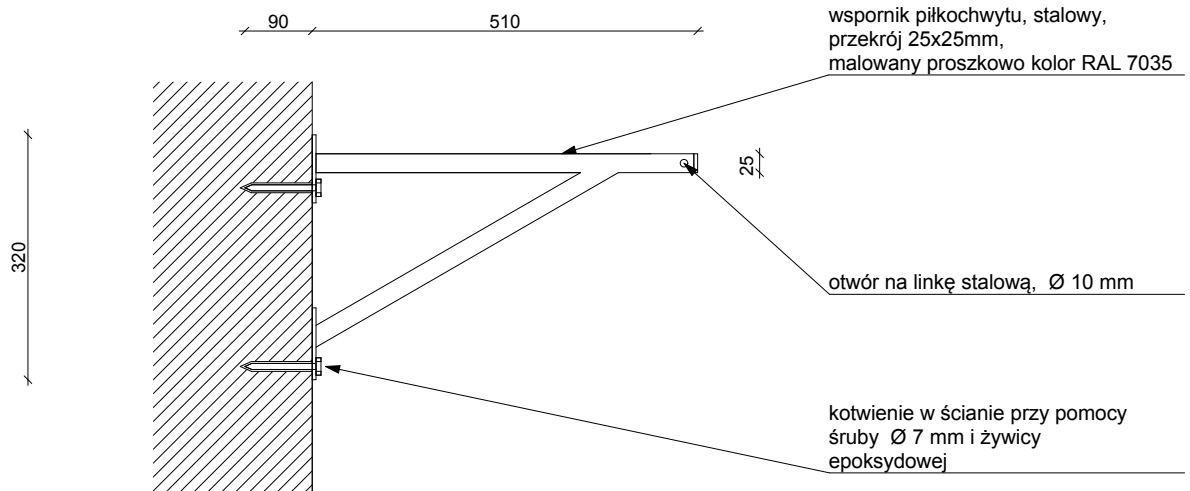 90
510
wspornik piłkochwytu, stalowy,
przekrój 25x25mm,
malowany proszkowo kolor RAL 7035
25
320
otwór na linkę stalową, Ø 10 mm
kotwienie w ścianie przy pomocy
śruby Ø 7 mm i żywicy
epoksydowej